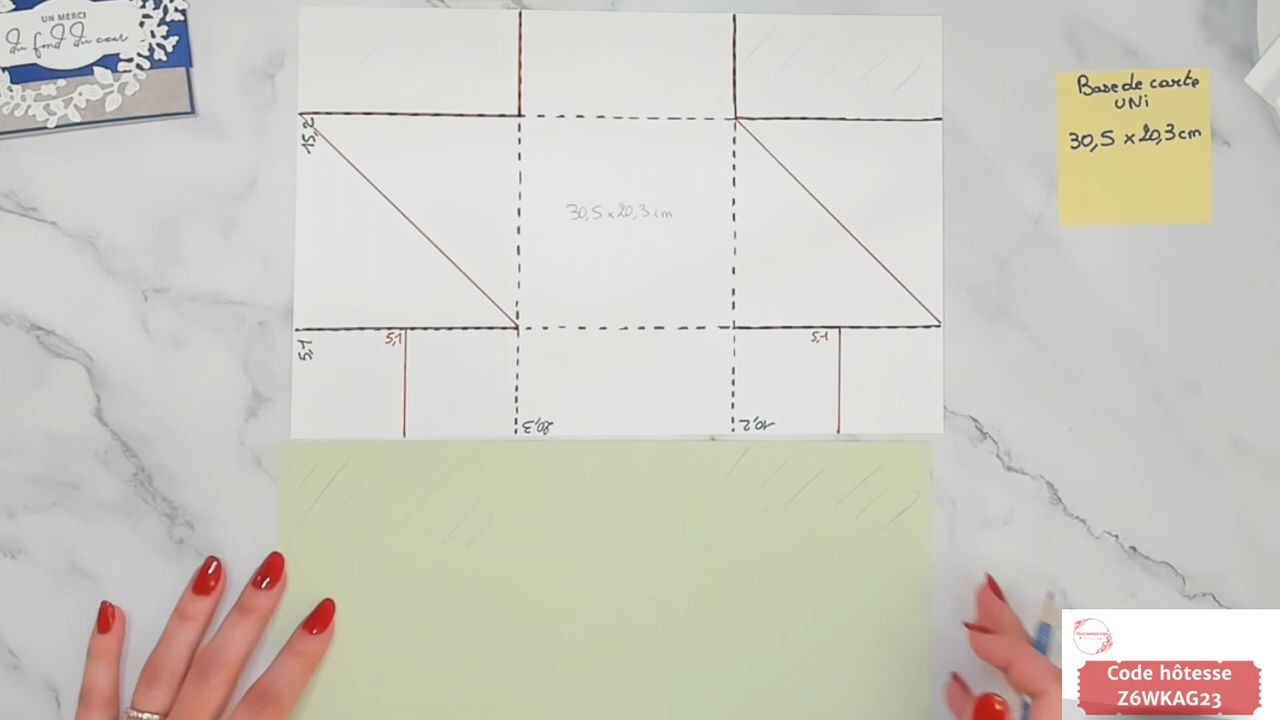 UN MERCI
du fond du cœur
15,2
30,5 x 20,3 cm
5,1
5,1
5,1
20,3
10,2
Base de carte
UNi
30,5 x 20,3 cm
Code hôtesse
Z6WKAG23